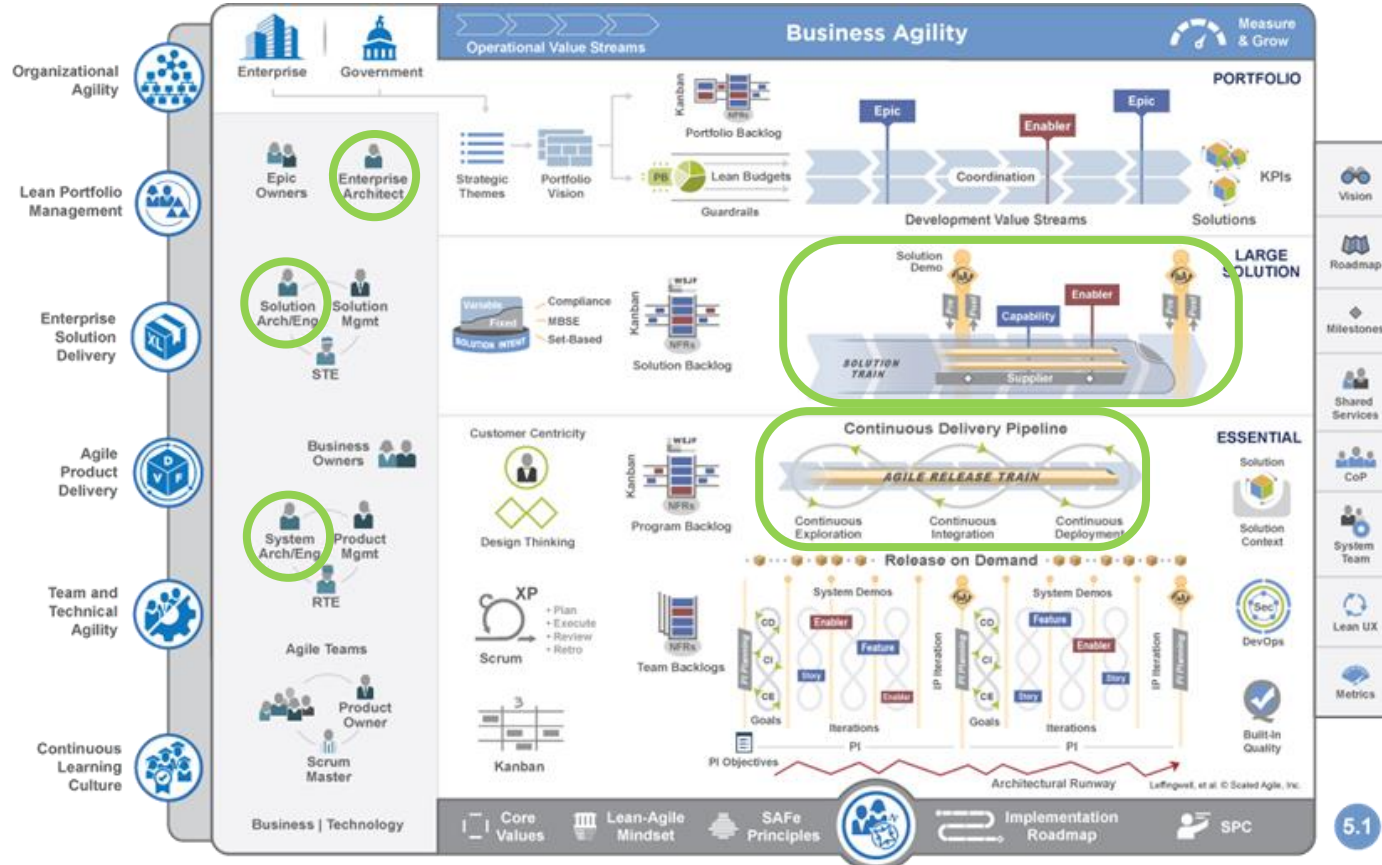 Operational Value Streams
Business Agility
Measure
& Grow
Organizational
Agility
Lean Portfolio
Management
Enterprise
Solution
Delivery
Agile
Product
Delivery
Team and
Technical
Agility
Continuous
Learning
Culture
Enterprise
Government
Epic
Owners
Enterprise
Architect
Solution
Arch/Eng
Solution
Mgmt
STE
Business
Owners
System
Arch/Eng
Product
Mgmt
RTE
Agile Teams
Product
Owner
Scrum
Master
Business | Technology
PORTFOLIO
Strategic
Themes
Portfolio
Vision
Kanban
NFRs
Portfolio Backlog
PB
Lean Budgets
Guardrails
Epic
Enabler
Epic
Coordination
Development Value Streams
KPIs
Solutions
LARGE
SOLUTION
Variable
Fixed
SOLUTION INTENT
Compliance
MBSE
Set-Based
WSJF
Kanban
NFRs
Solution Backlog
Solution
Demo
Pre
Post
Capability
Enabler
Pre
Post
SOLUTION
TRAIN
Supplier
ESSENTIAL
Customer Centricity
Design Thinking
WSJF
Kanban
NFRs
Program Backlog
Continuous Delivery Pipeline
AGILE RELEASE TRAIN
Continuous
Exploration
Continuous
Integration
Continuous
Deployment
Release on Demand
XP
• Plan
• Execute
• Review
• Retro
Scrum
3
Kanban
NFRs
Team Backlogs
System Demos
System Demos
PI Planning
CD
CI
CE
Goals
Enabler
Feature
Story
Enabler
Iterations
IP Iteration
PI Planning
CD
CI
CE
Goals
Feature
Enabler
Story
Story
Iterations
IP Iteration
PI Objectives
PI
PI
Architectural Runway
Leffingwell, et al. © Scaled Agile, Inc.
Solution
Solution
Context
Sec
DevOps
Built-In
Quality
Vision
Roadmap
Milestones
Shared
Services
CoP
System
Team
Lean UX
Metrics
XL
D
V
F
Core
Values
Lean-Agile
Mindset
SAFe
Principles
Implementation
Roadmap
SPC
5.1